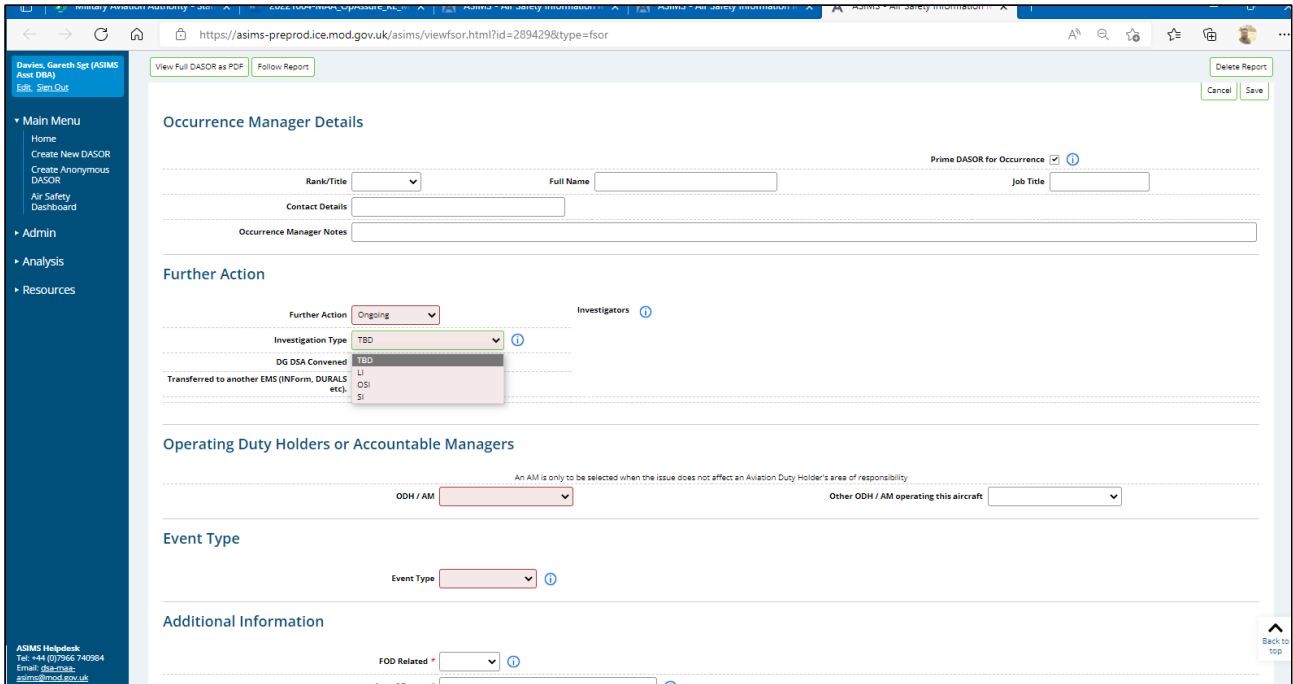 Military Aviation Authority - Sta
20221004-MAA_OpAssure_RE_M
ASIMS - Air Safety Information
ASIMS - Air Safety Information
ASIMS - Air Safety Information
https://asims-preprod.ice.mod.gov.uk/asims/viewfsor.html?id=289429&type=fsor
Davies, Gareth Sgt (ASIMS
Asst DBA)
Edit Sign Out
View Full DASOR as PDF Follow Report Delete Report
Cancel Save
Main Menu
Home
Create New DASOR
Create Anonymous
DASOR
Air Safety
Dashboard
Admin
Analysis
Resources
ASIMS Helpdesk
Tel: +44 (0)7966 740984
Email: dsa-maa-
asims@mod.gov.uk
Occurrence Manager Details
Prime DASOR for Occurrence
Rank/Title Full Name Job Title
Contact Details
Occurrence Manager Notes
Further Action
Further Action Ongoing Investigators
Investigation Type TBD
DG DSA Convened
TBD
LI
OSI
SI
Transferred to another EMS (INForm, DURALS
etc).
Operating Duty Holders or Accountable Managers
An AM is only to be selected when the issue does not affect an Aviation Duty Holder's area of responsibility
ODH / AM Other ODH / AM operating this aircraft
Event Type
Event Type
Additional Information
FOD Related *
Back to
top